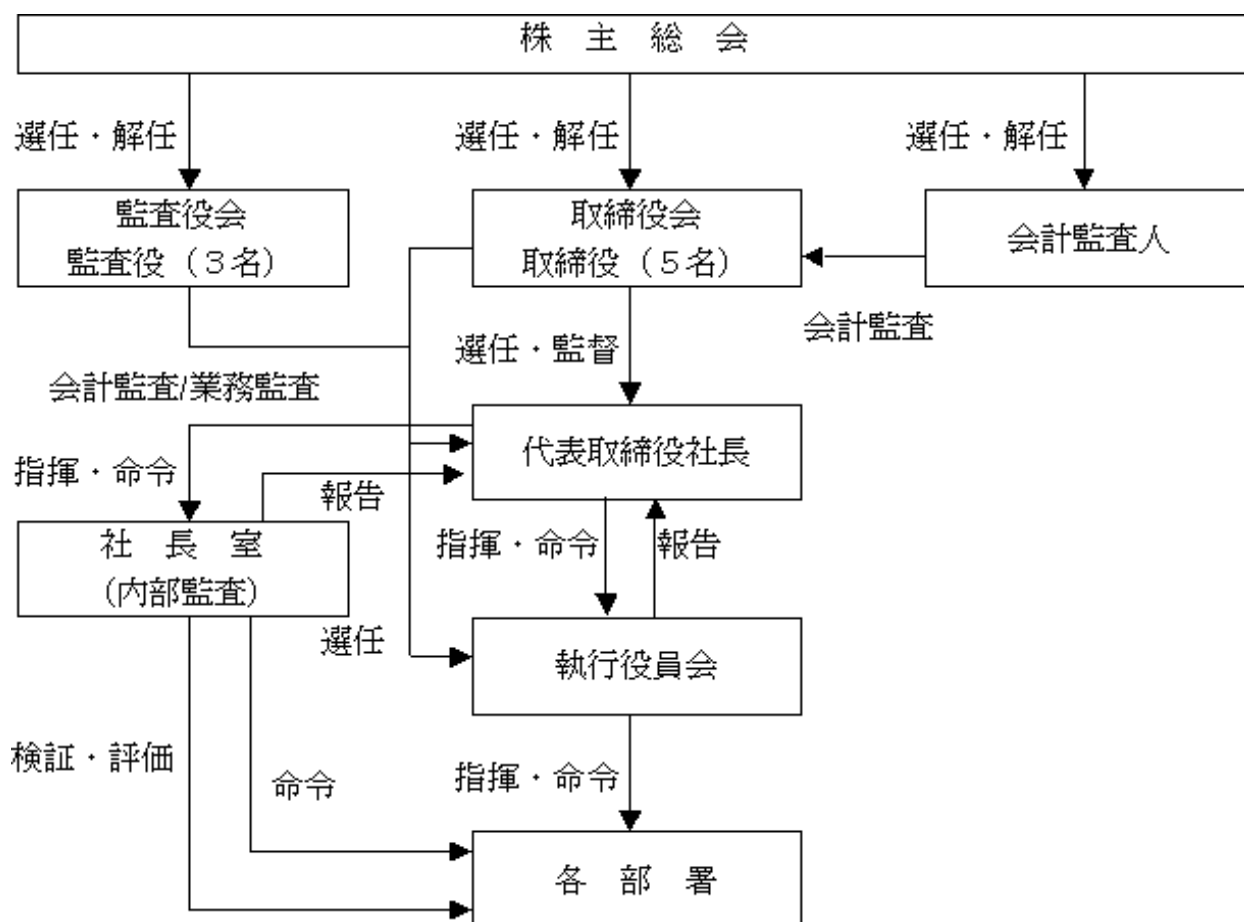 株　主　総　会
選任・解任
選任・解任
選任・解任
監査役会
監査役（３名）
取締役会
取締役（５名）
会計監査人
会計監査
選任・監督
会計監査/業務監査
代表取締役社長
指揮・命令
報告
社　長　室
(内部監査)
指揮・命令
報告
選任
執行役員会
検証・評価
命令
指揮・命令
各　部　署